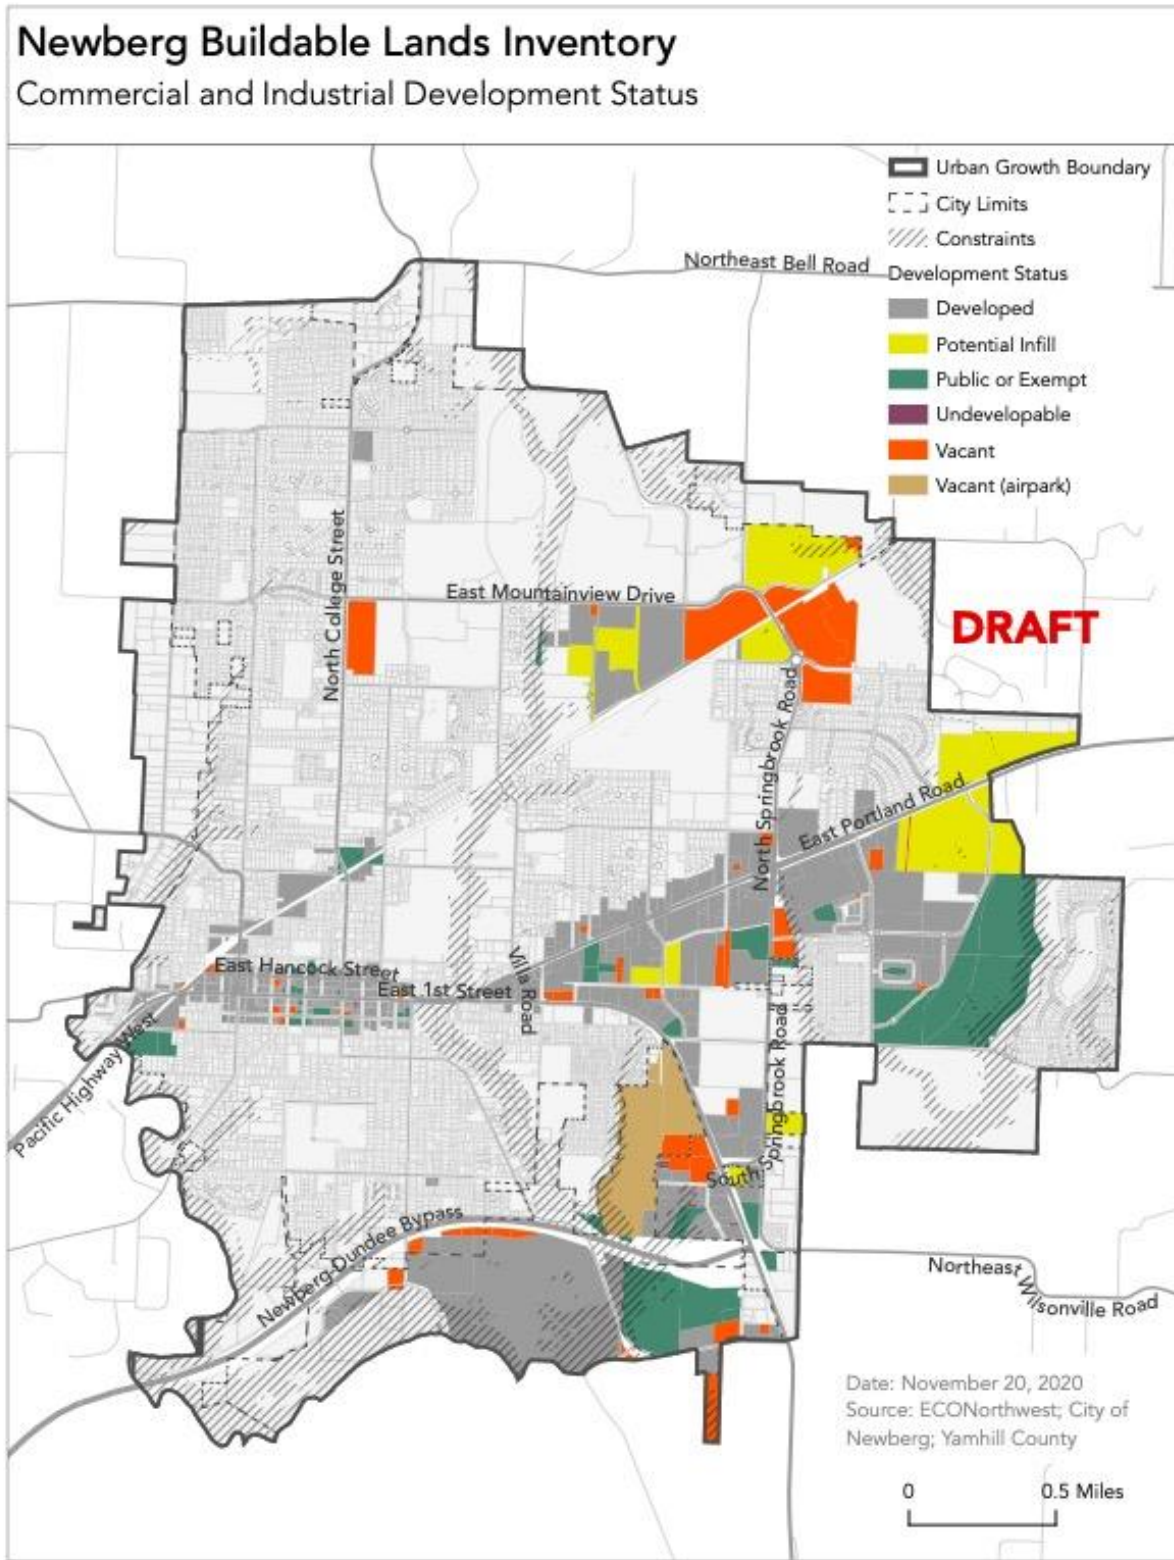 Newberg Buildable Lands Inventory
Commercial and Industrial Development Status
Urban Growth Boundary
City Limits
Constraints
Development Status
Developed
Potential Infill
Public or Exempt
Undevelopable
Vacant
Vacant (airpark)
Northeast Bell Road
North College Street
East Mountainview Drive
DRAFT
North Springbrook Road
East Portland Road
East Hancock Street
East 1st Street
Villa Road
Pacific Highway West
South Springbrook Road
Newberg-Dundee Bypass
Northeast Wilsonville Road
Date: November 20, 2020
Source: ECONorthwest; City of
Newberg; Yamhill County
0 0.5 Miles